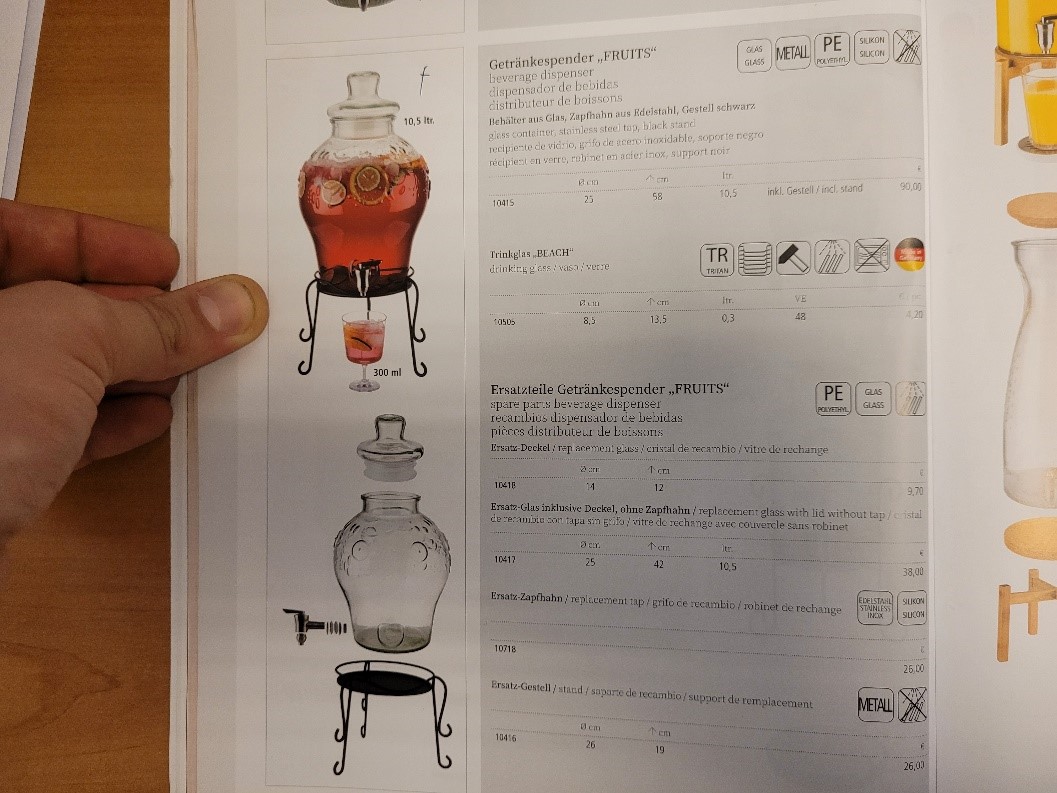 f
10,5 ltr.
300 ml
Getränkespender „FRUITS“
beverage dispenser
dispensador de bebidas
distributeur de boissons
GLAS GLASS
METALL
PE POLYETHYL.
SILIKON SILICON
Behälter aus Glas, Zapfhahn aus Edelstahl, Gestell schwarz
glass container, stainless steel tap, black stand
recipiente de vidrio, grifo de acero inoxidable, soporte negro
récipient en verre, robinet en acier inox, support noir
Ø cm ↑ cm ltr. €
10415 25 58 10,5 inkl. Gestell / incl. stand 90,00
Trinkglas „BEACH“
drinking glass / vaso / verre
TR TRITAN
Ø cm ↑ cm ltr. VE
10505 8,5 13,5 0,3 48 4,20
Ersatzteile Getränkespender „FRUITS“
spare parts beverage dispenser
recambios dispensador de bebidas
pièces distributeur de boissons
PE POLYETHYL.
GLAS GLASS
Ersatz-Deckel / replacement glass / cristal de recambio / vitre de rechange
Ø cm ↑ cm €
10418 14 12 9,70
Ersatz-Glas inklusive Deckel, ohne Zapfhahn / replacement glass with lid without tap / cristal
de recambio con tapa sin grifo / vitre de rechange avec couvercle sans robinet
Ø cm ↑ cm ltr. €
10417 25 42 10,5 38,00
Ersatz-Zapfhahn / replacement tap / grifo de recambio / robinet de rechange
EDELSTAHL STAINLESS INOX
SILIKON SILICON
€
10718 26,00
Ersatz-Gestell / stand / soporte de recambio / support de remplacement
METALL
Ø cm ↑ cm €
10416 26 19 26,00